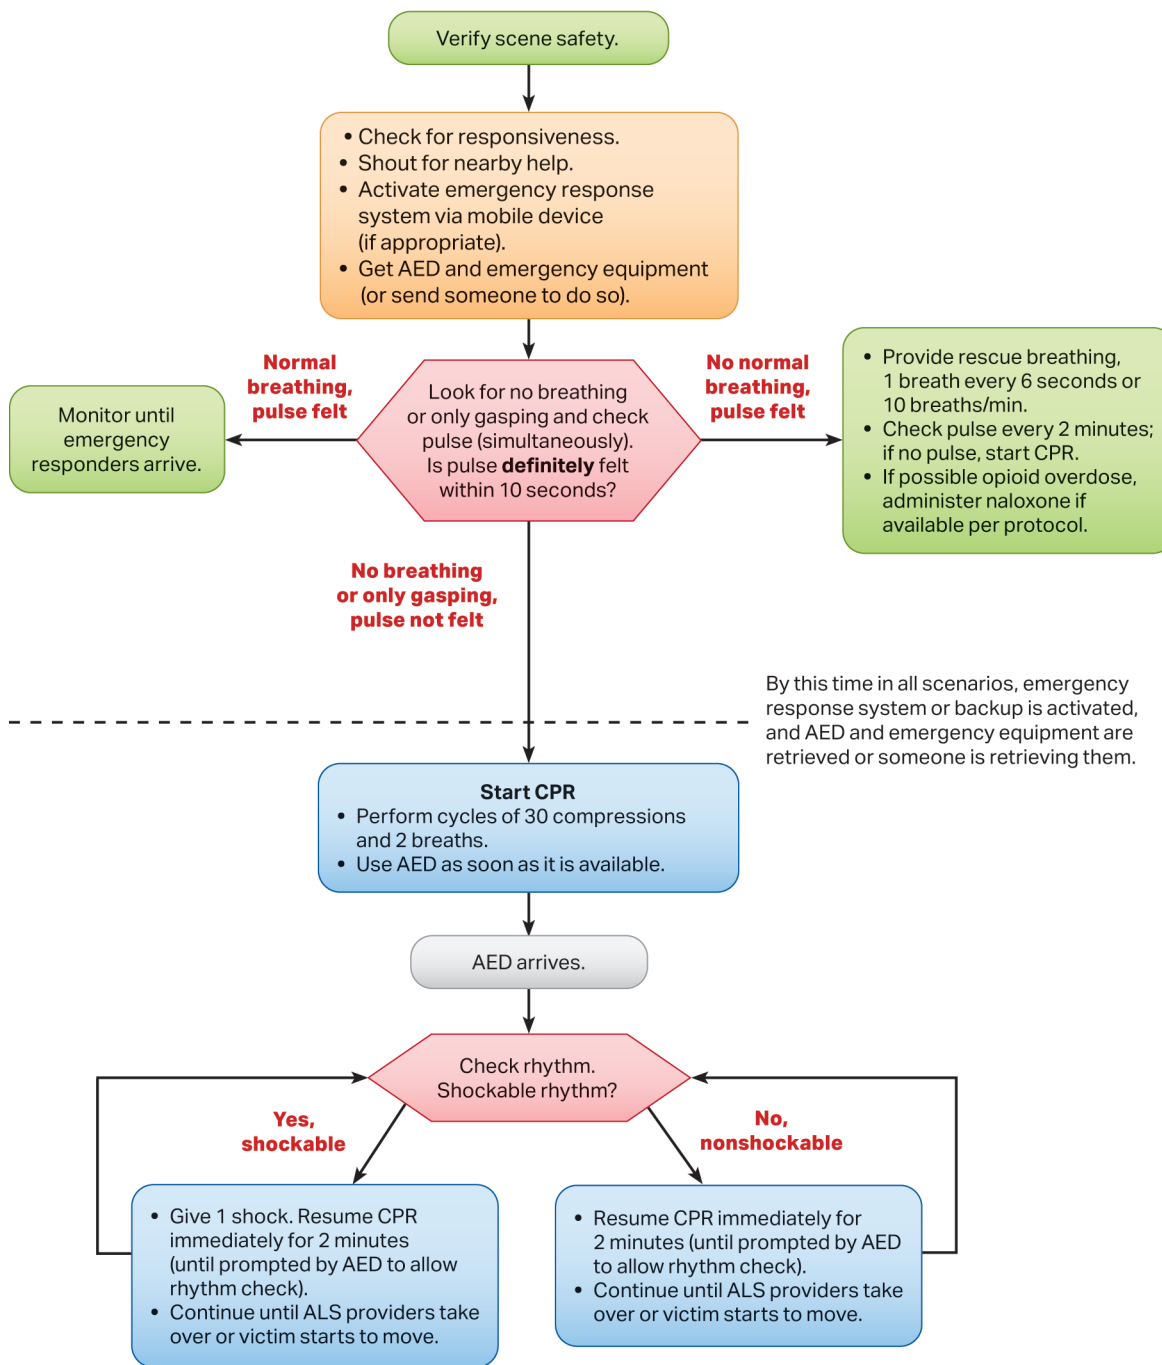 Verify scene safety.
• Check for responsiveness.
• Shout for nearby help.
• Activate emergency response
system via mobile device
(if appropriate).
• Get AED and emergency equipment
(or send someone to do so).
Normal
breathing,
pulse felt
No normal
breathing,
pulse felt
Monitor until
emergency
responders arrive.
Look for no breathing
or only gasping and check
pulse (simultaneously).
Is pulse definitely felt
within 10 seconds?
• Provide rescue breathing,
1 breath every 6 seconds or
10 breaths/min.
• Check pulse every 2 minutes;
if no pulse, start CPR.
• If possible opioid overdose,
administer naloxone if
available per protocol.
No breathing
or only gasping,
pulse not felt
By this time in all scenarios, emergency
response system or backup is activated,
and AED and emergency equipment are
retrieved or someone is retrieving them.
Start CPR
• Perform cycles of 30 compressions
and 2 breaths.
• Use AED as soon as it is available.
AED arrives.
Check rhythm.
Shockable rhythm?
Yes,
shockable
No,
nonshockable
• Give 1 shock. Resume CPR
immediately for 2 minutes
(until prompted by AED to allow
rhythm check).
• Continue until ALS providers take
over or victim starts to move.
• Resume CPR immediately for
2 minutes (until prompted by AED
to allow rhythm check).
• Continue until ALS providers take
over or victim starts to move.